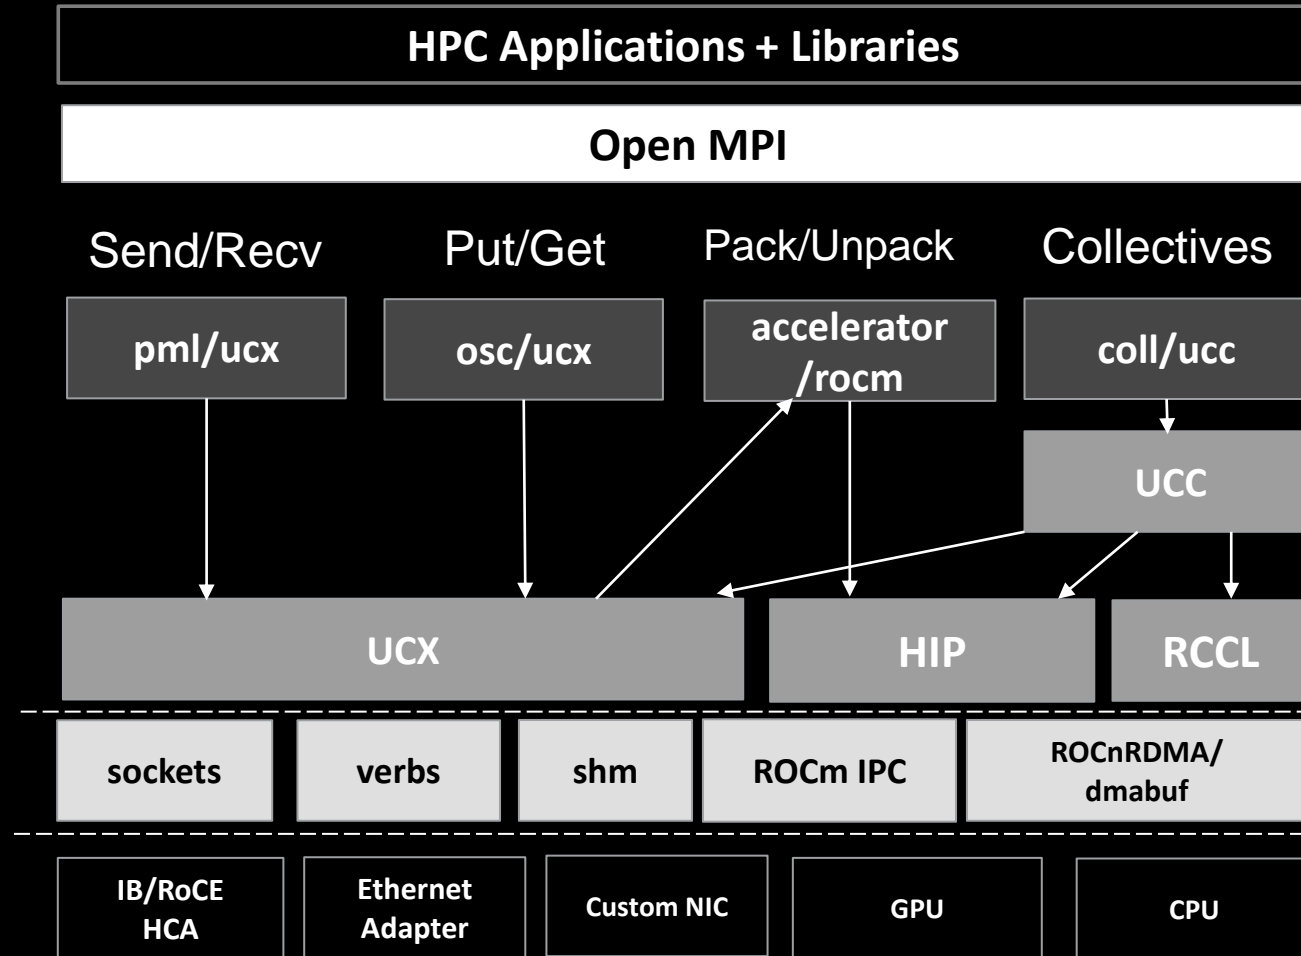 HPC Applications + Libraries
Open MPI
Send/Recv
Put/Get
Pack/Unpack
Collectives
pml/ucx
osc/ucx
accelerator
/rocm
coll/ucc
UCC
UCX
HIP
RCCL
sockets
verbs
shm
ROCm IPC
ROCnRDMA/
dmabuf
IB/RoCE
HCA
Ethernet
Adapter
Custom NIC
GPU
CPU